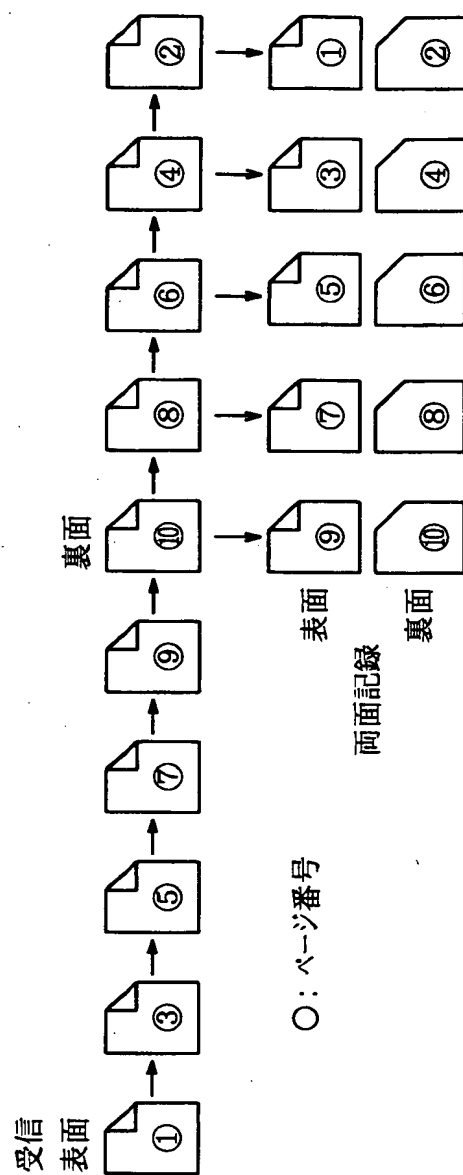 受信
表面
① ③ ⑤ ⑦ ⑨ ⑩ ⑧ ⑥ ④ ②
裏面
表面 ⑨ ⑦ ⑤ ③ ①
裏面 ⑩ ⑧ ⑥ ④ ②
両面記録
○:ページ番号